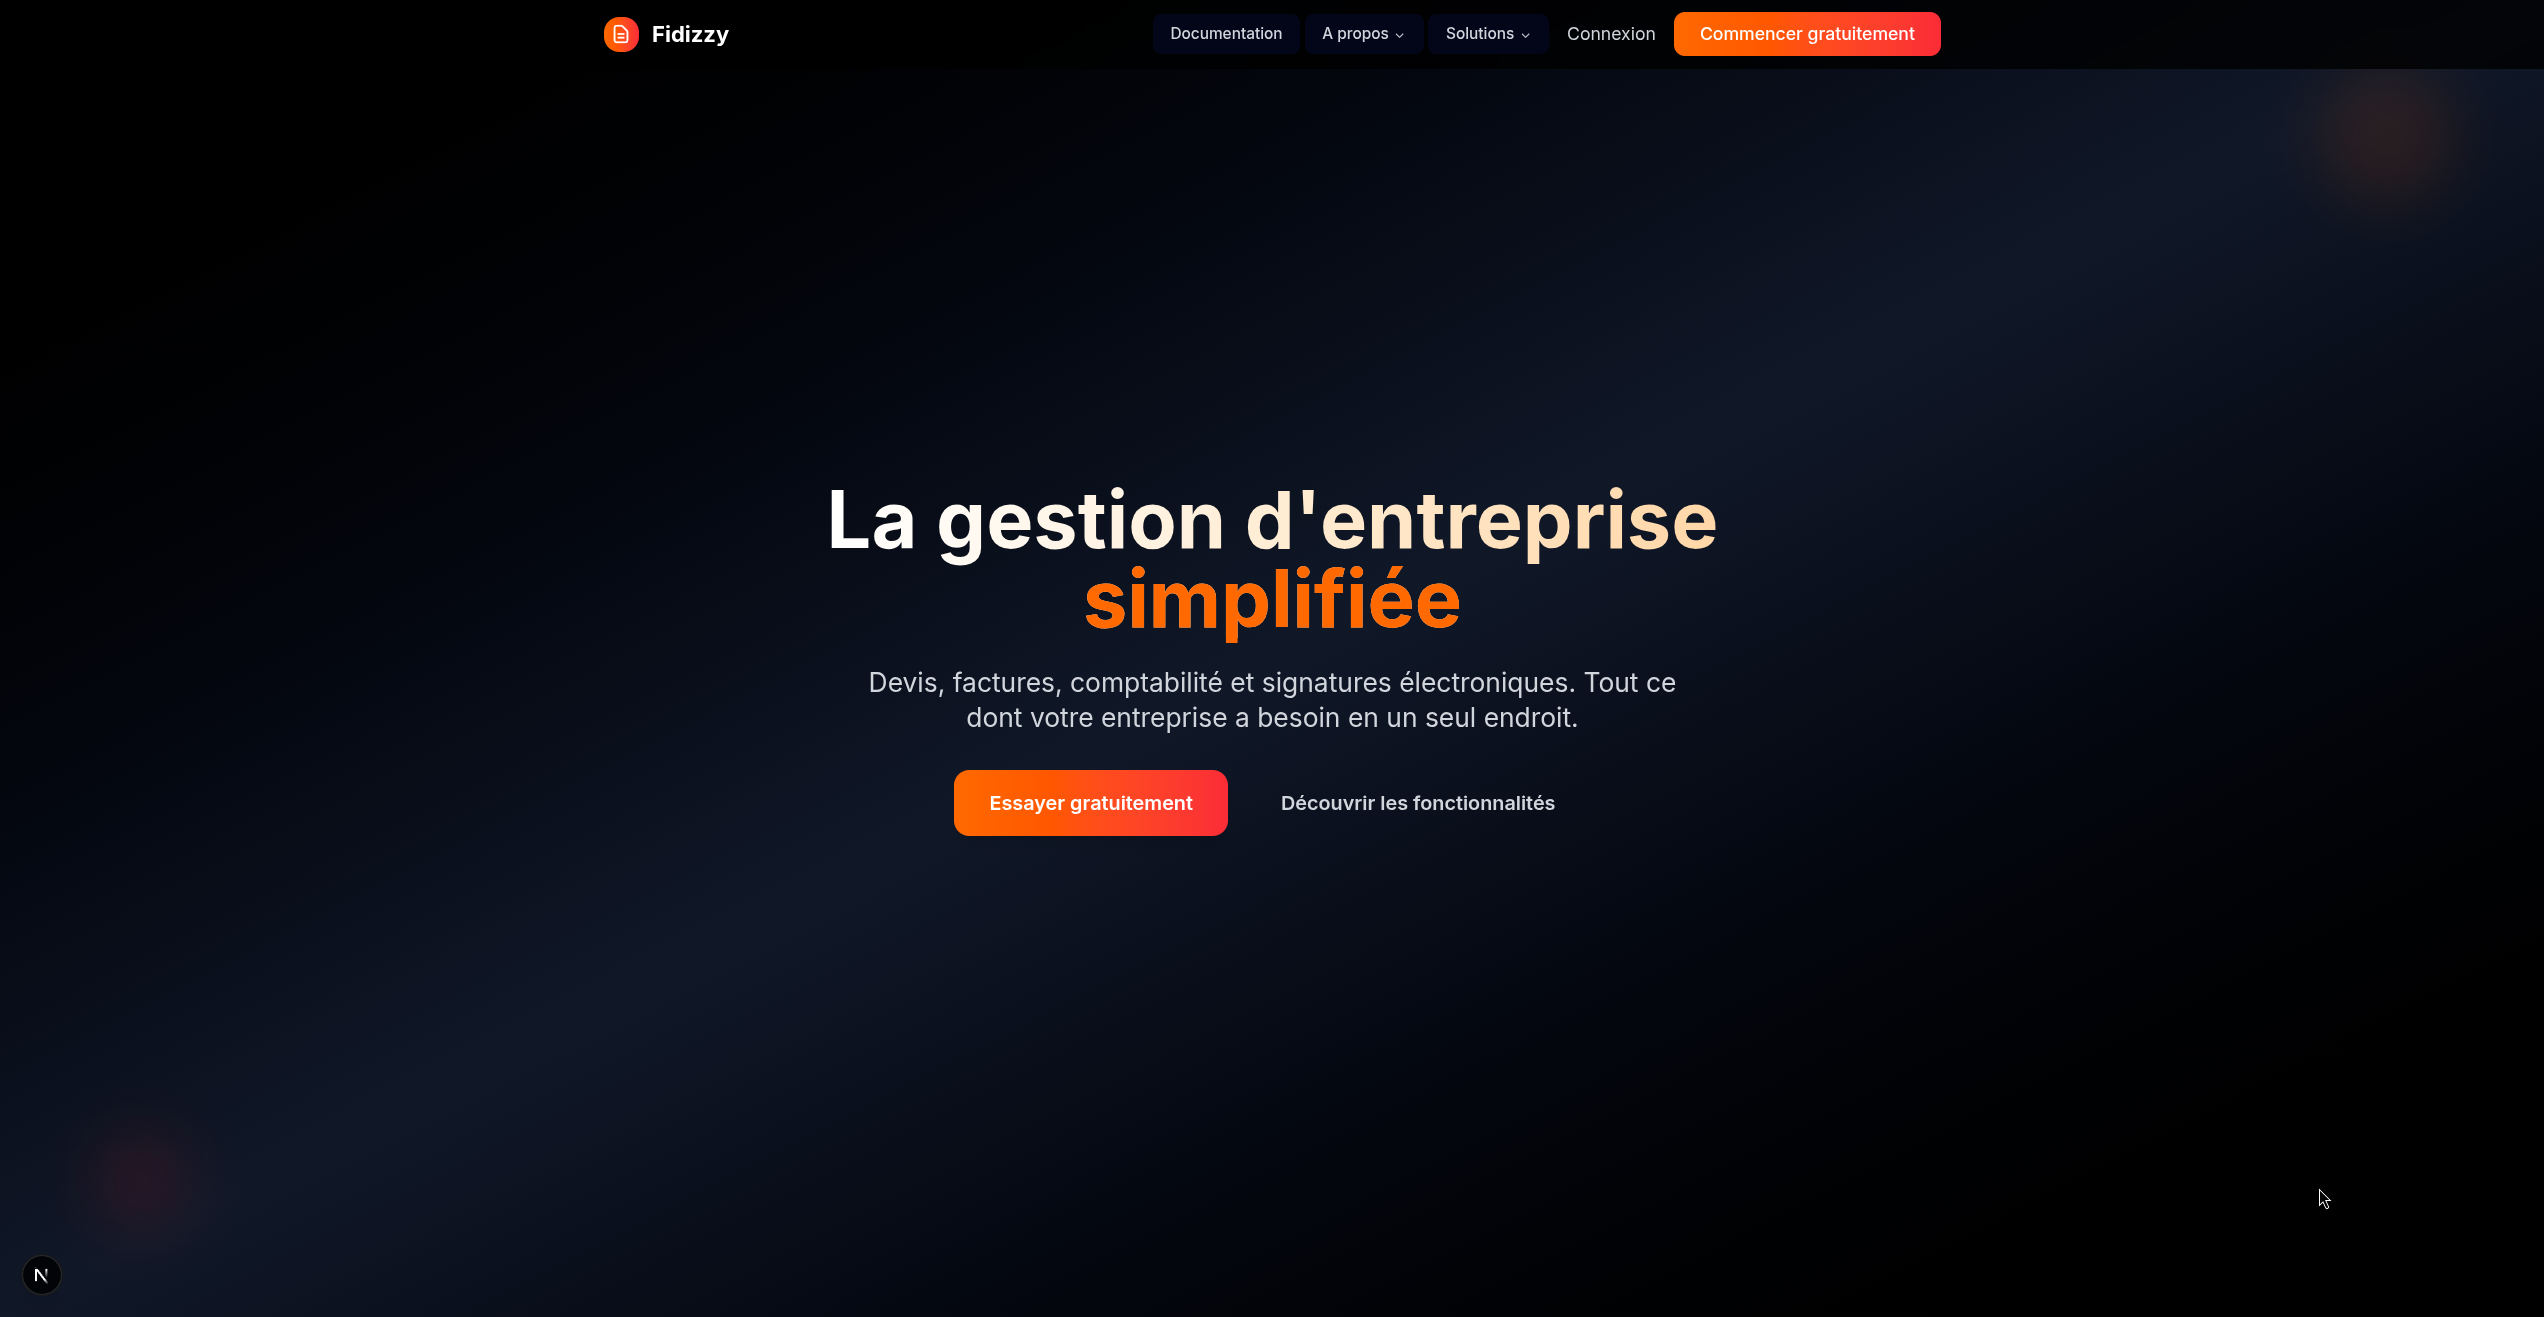 Fidizzy
Documentation
A propos
Solutions
Connexion
Commencer gratuitement
La gestion d'entreprise
simplifiée
Devis, factures, comptabilité et signatures électroniques. Tout ce
dont votre entreprise a besoin en un seul endroit.
Essayer gratuitement
Découvrir les fonctionnalités
N